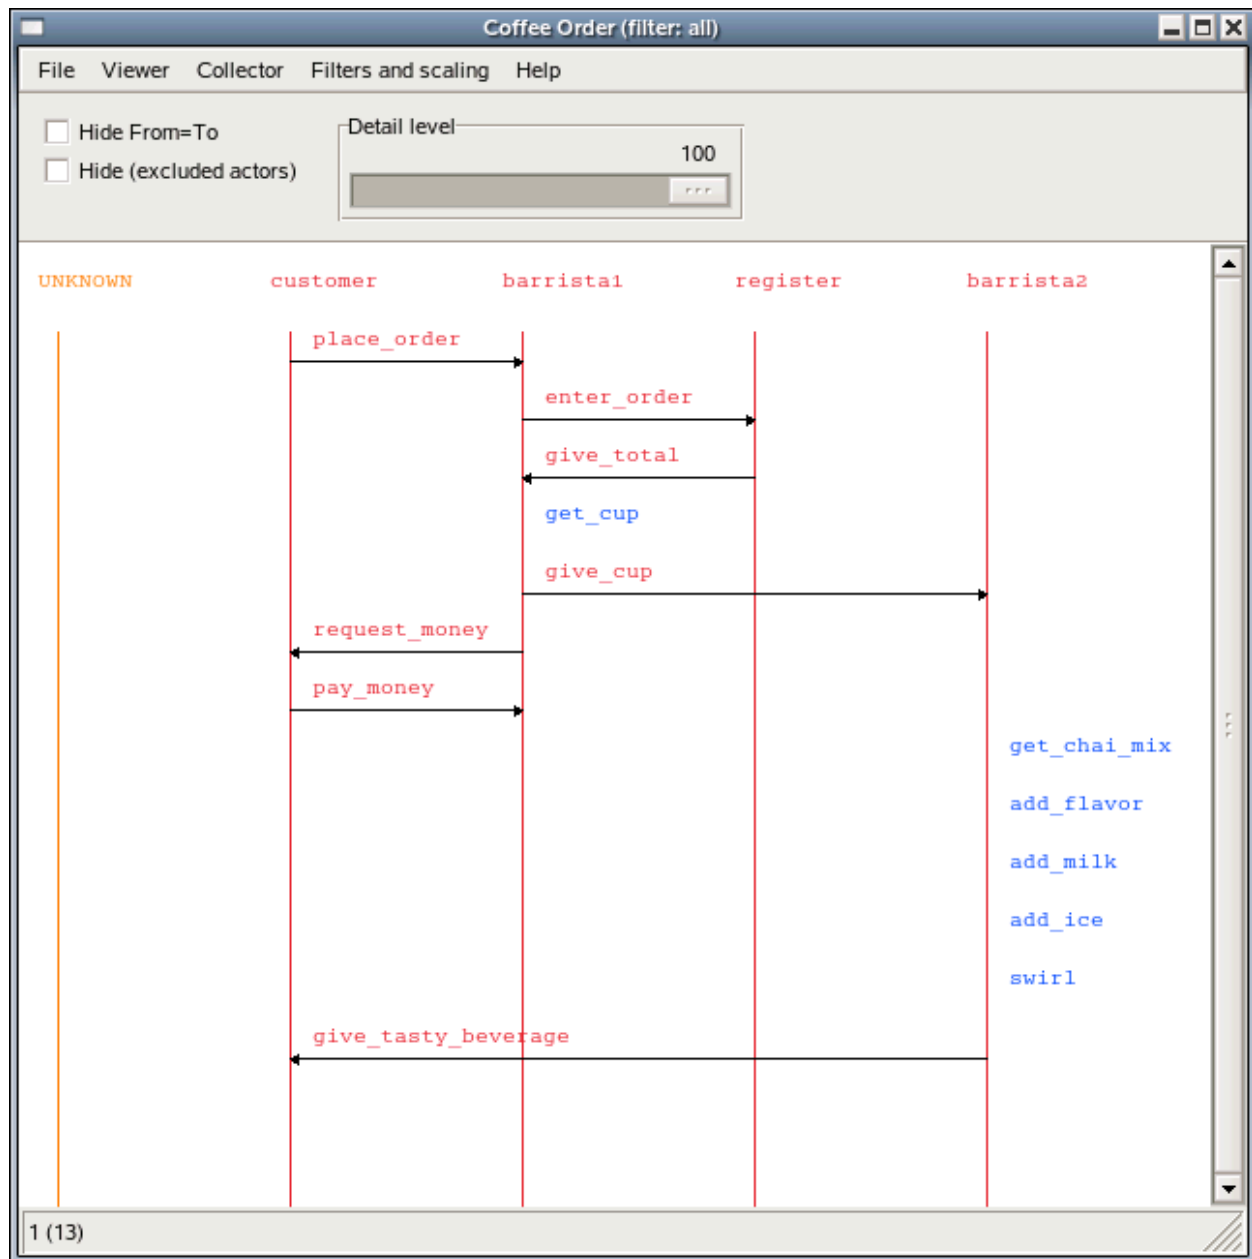 Coffee Order (filter: all)
File Viewer Collector Filters and scaling Help
Hide From=To
Hide (excluded actors)
Detail level
100
UNKNOWN customer barrista1 register barrista2
place_order
enter_order
give_total
get_cup
give_cup
request_money
pay_money
get_chai_mix
add_flavor
add_milk
add_ice
swirl
give_tasty_beverage
1 (13)